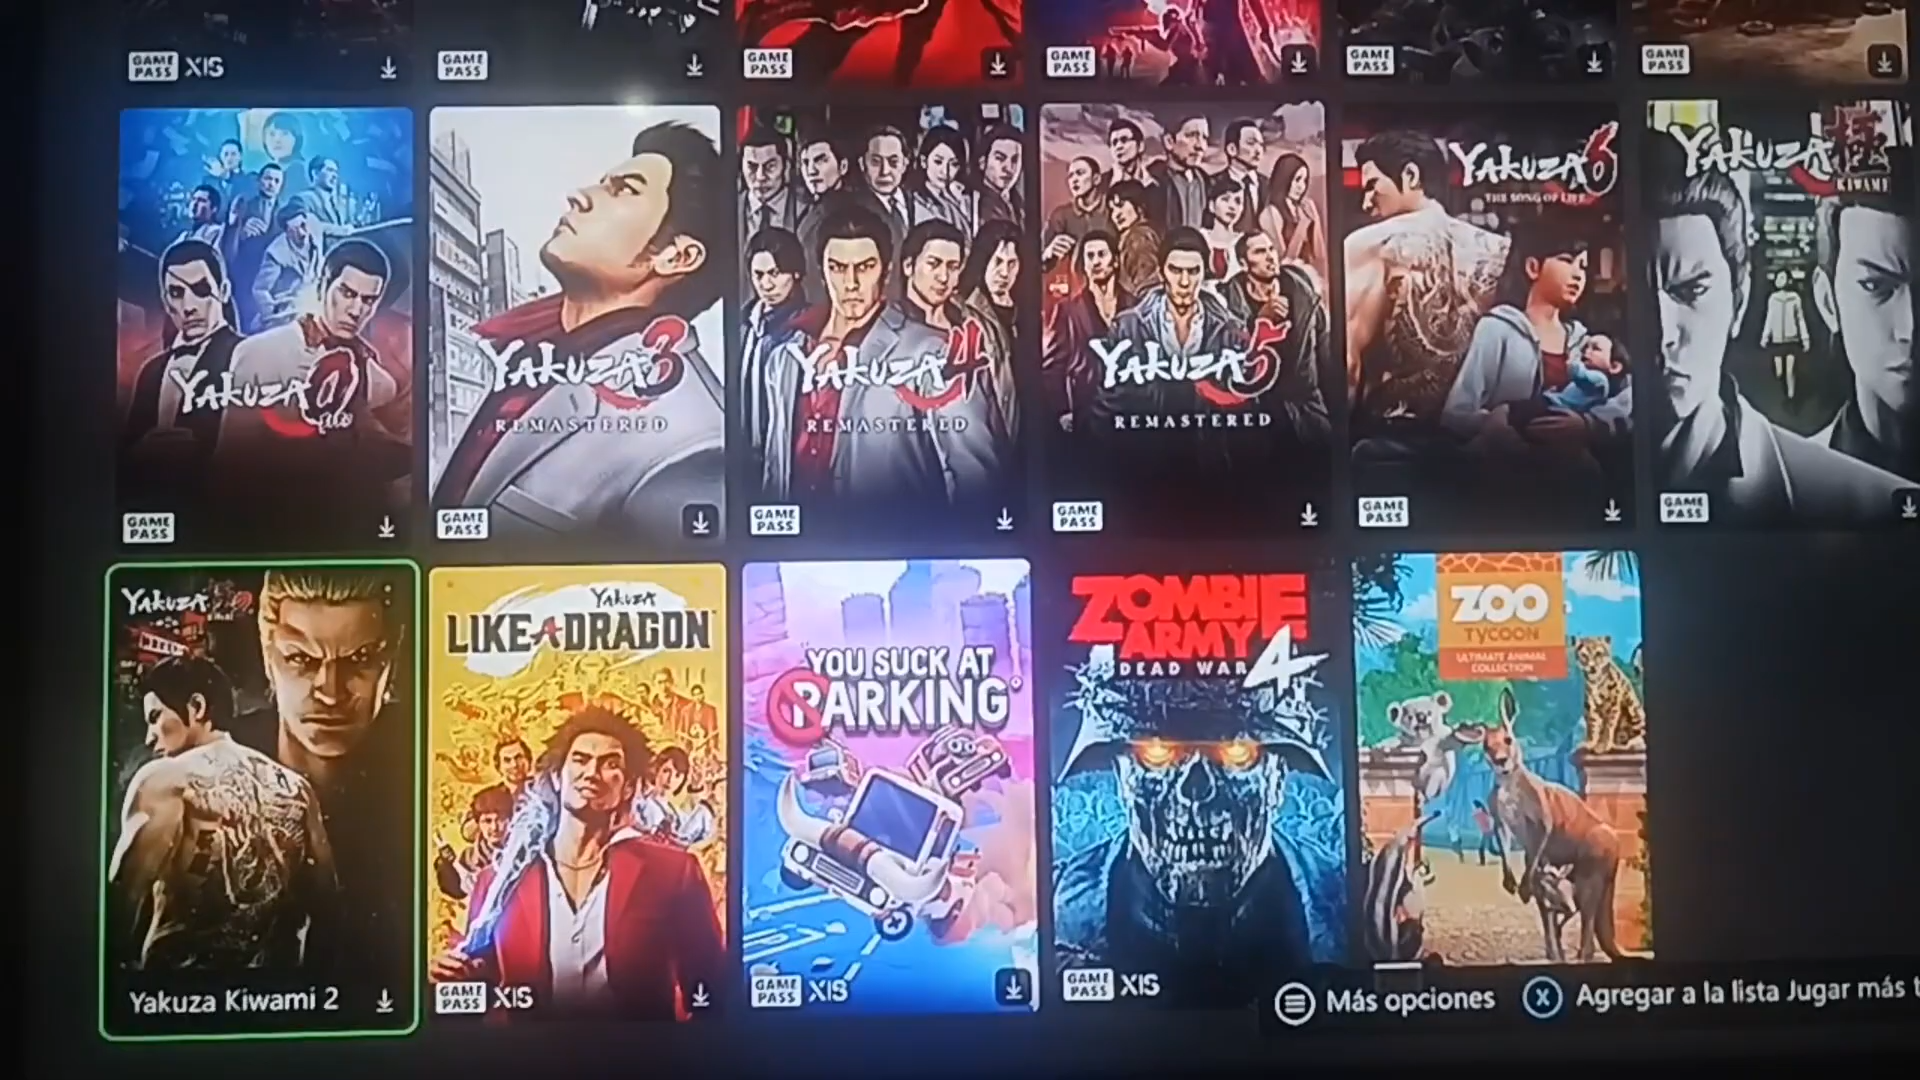 GAME PASS X|S
GAME PASS
GAME PASS
GAME PASS
GAME PASS
GAME PASS
YAKUZA 0
GAME PASS
YAKUZA 3
REMASTERED
GAME PASS
YAKUZA 4
REMASTERED
GAME PASS
YAKUZA 5
REMASTERED
GAME PASS
YAKUZA 6
THE SONG OF LIFE
GAME PASS
YAKUZA 極
KIWAMI
GAME PASS
YAKUZA
Yakuza Kiwami 2
YAKUZA
LIKE A DRAGON
GAME PASS X|S
YOU SUCK AT
PARKING
GAME PASS X|S
ZOMBIE
ARMY 4
DEAD WAR
GAME PASS X|S
ZOO
TYCOON
ULTIMATE ANIMAL
COLLECTION
Más opciones
X Agregar a la lista Jugar más t